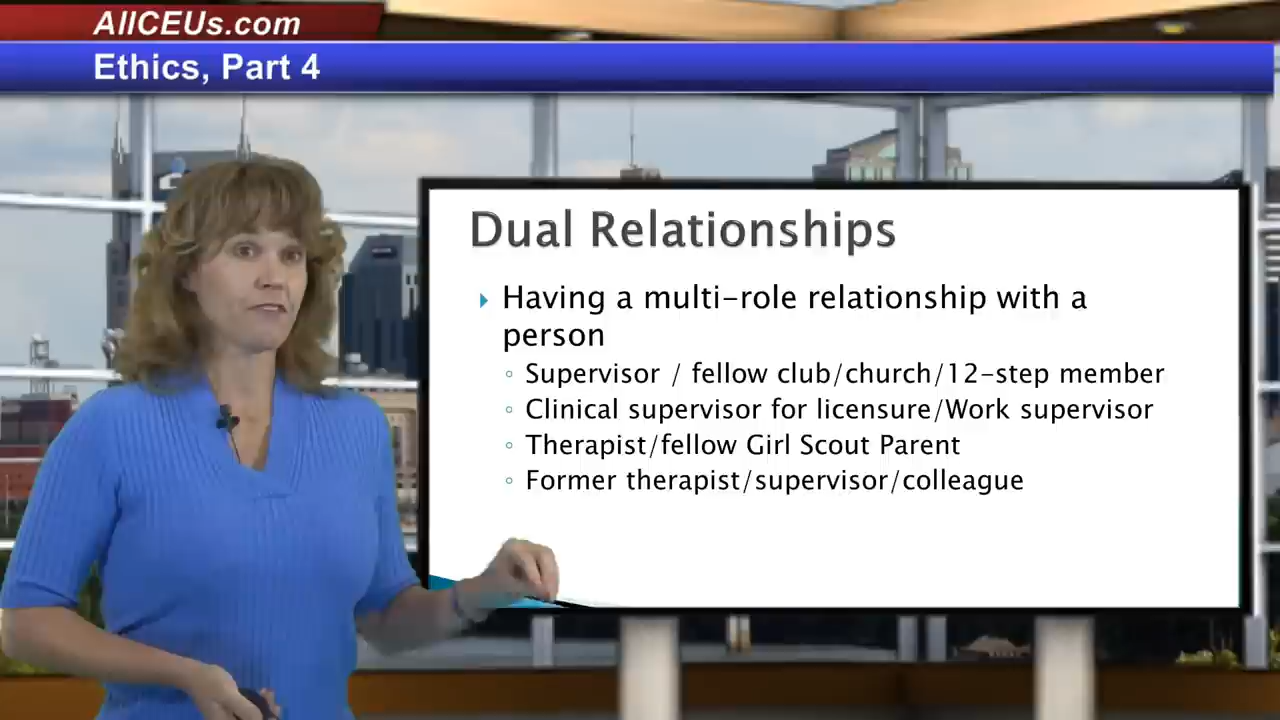 AllCEUs.com
Ethics, Part 4
Dual Relationships
Having a multi-role relationship with a
person
Supervisor / fellow club/church/12-step member
Clinical supervisor for licensure/Work supervisor
Therapist/fellow Girl Scout Parent
Former therapist/supervisor/colleague